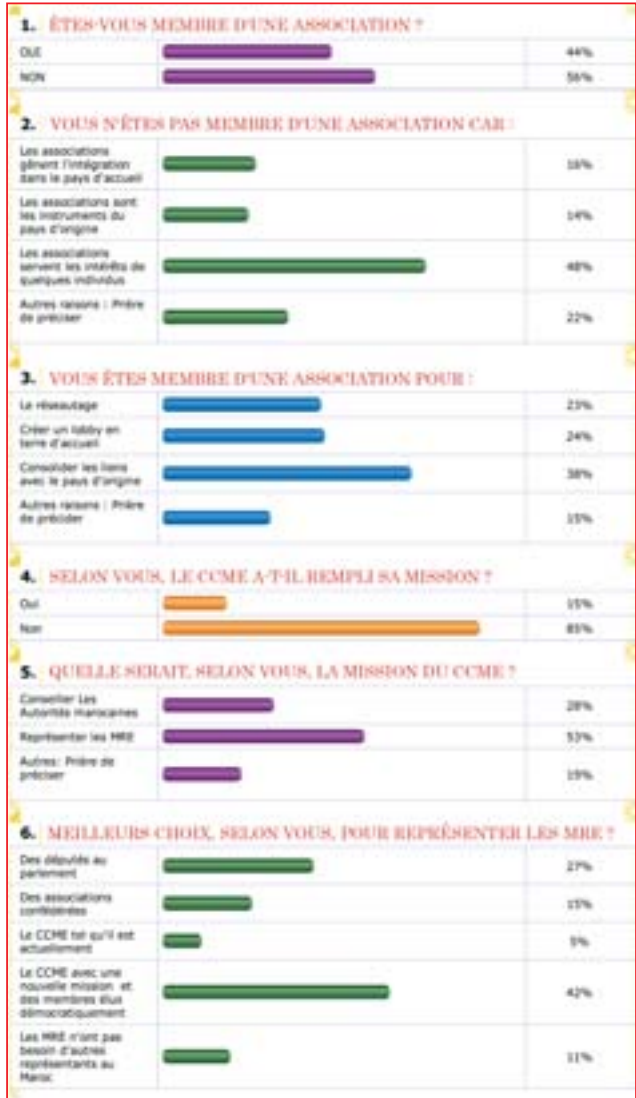 1. ÊTES-VOUS MEMBRE D'UNE ASSOCIATION ?
OUI 44%
NON 56%
2. VOUS N'ÊTES PAS MEMBRE D'UNE ASSOCIATION CAR :
Les associations
gênent l'intégration
dans le pays d'accueil 16%
Les associations sont
les instruments du
pays d'origine 14%
Les associations
servent les intérêts de
quelques individus 48%
Autres raisons : Prière
de préciser 22%
3. VOUS ÊTES MEMBRE D'UNE ASSOCIATION POUR :
Le réseautage 23%
Créer un lobby en
terre d'accueil 24%
Consolider les liens
avec le pays d'origine 38%
Autres raisons : Prière
de précider 15%
4. SELON VOUS, LE CCME A-T-IL REMPLI SA MISSION ?
Oui 15%
Non 85%
5. QUELLE SERAIT, SELON VOUS, LA MISSION DU CCME ?
Conseiller Les
Autorités marocaines 28%
Représenter les MRE 53%
Autres: Prière de
préciser 19%
6. MEILLEURS CHOIX, SELON VOUS, POUR REPRÉSENTER LES MRE ?
Des députés au
parlement 27%
Des associations
confédérées 15%
Le CCME tel qu'il est
actuellement 5%
Le CCME avec une
nouvelle mission et
des membres élus
démocratiquement 42%
Les MRE n'ont pas
besoin d'autres
représentants au
Maroc 11%